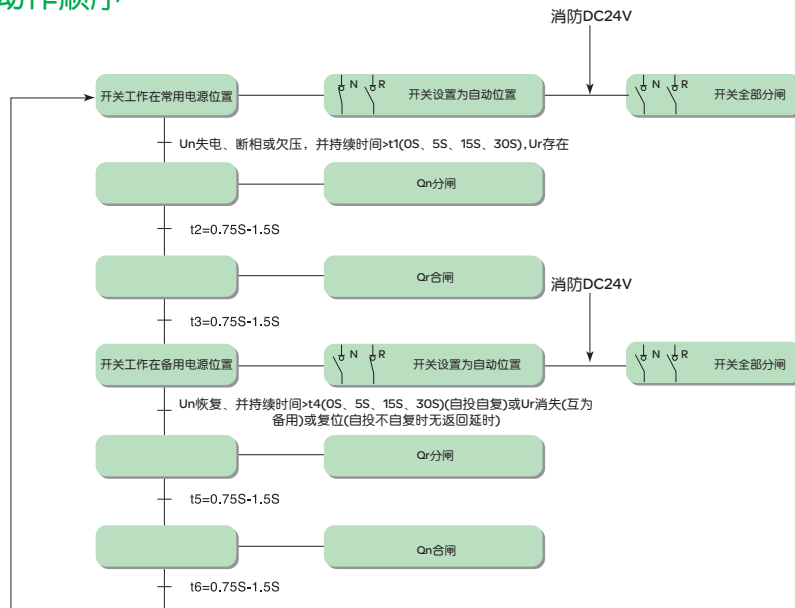 动作顺序
消防DC24V
开关工作在常用电源位置
N R 开关设置为自动位置
N R 开关全部分闸
Un失电、断相或欠压，并持续时间>t1(0S、5S、15S、30S),Ur存在
Qn分闸
t2=0.75S-1.5S
Qr合闸
消防DC24V
t3=0.75S-1.5S
开关工作在备用电源位置
N R 开关设置为自动位置
N R 开关全部分闸
Un恢复、并持续时间>t4(0S、5S、15S、30S)(自投自复)或Ur消失(互为
备用)或复位(自投不自复时无返回延时)
Qr分闸
t5=0.75S-1.5S
Qn合闸
t6=0.75S-1.5S